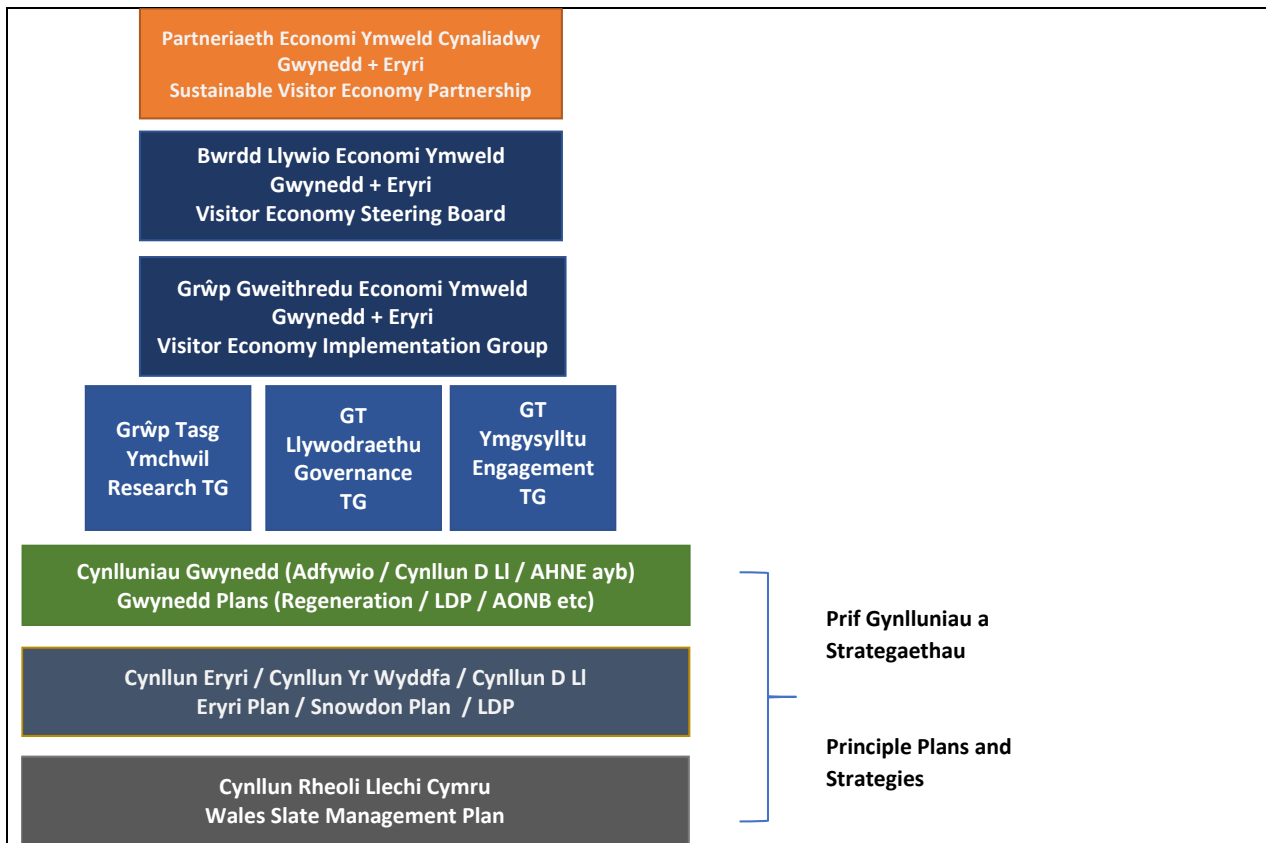 Partneriaeth Economi Ymweld Cynaliadwy
Gwynedd + Eryri
Sustainable Visitor Economy Partnership
Bwrdd Llywio Economi Ymweld
Gwynedd + Eryri
Visitor Economy Steering Board
Grŵp Gweithredu Economi Ymweld
Gwynedd + Eryri
Visitor Economy Implementation Group
Grŵp Tasg
Ymchwil
Research TG
GT
Llywodraethu
Governance
TG
GT
Ymgysylltu
Engagement
TG
Cynlluniau Gwynedd (Adfywio / Cynllun D Ll / AHNE ayb)
Gwynedd Plans (Regeneration / LDP / AONB etc)
Cynllun Eryri / Cynllun Yr Wyddfa / Cynllun D Ll
Eryri Plan / Snowdon Plan / LDP
Cynllun Rheoli Llechi Cymru
Wales Slate Management Plan
Prif Gynlluniau a
Strategaethau
Principle Plans and
Strategies